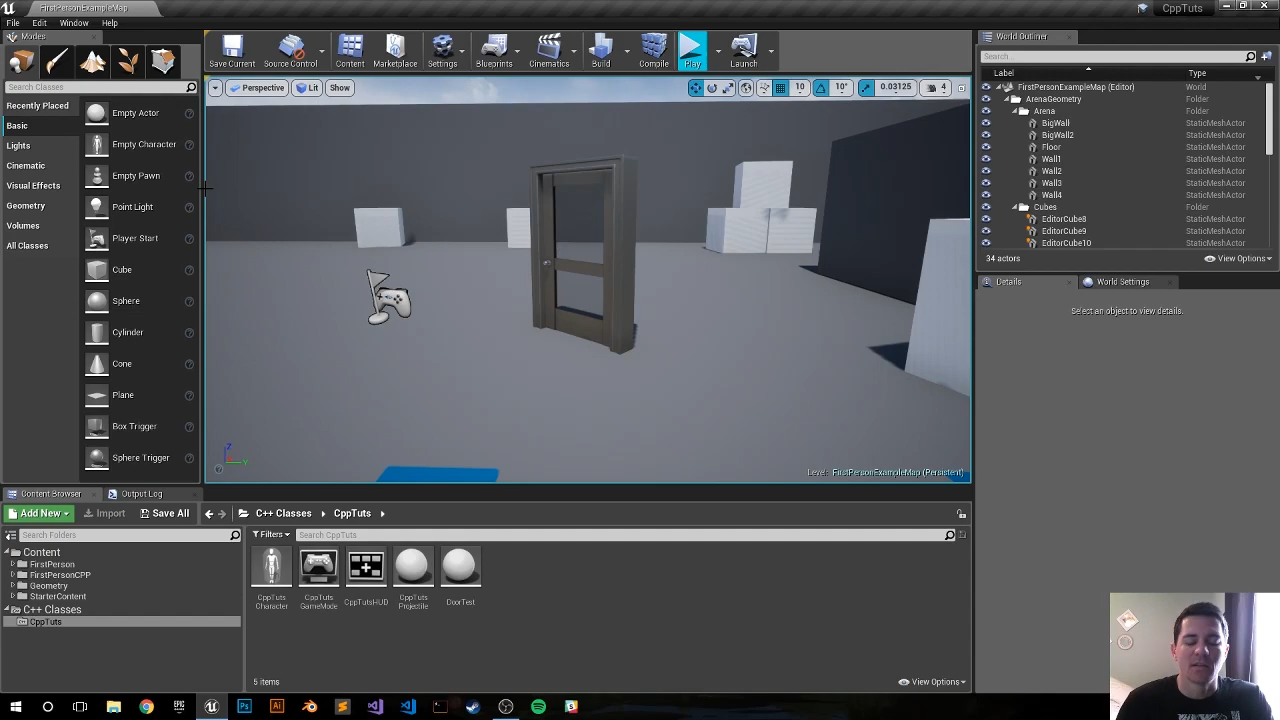 FirstPersonExampleMap
CppTuts
File Edit Window Help
Modes
Search Classes
Recently Placed
Basic
Lights
Cinematic
Visual Effects
Geometry
Volumes
All Classes
Empty Actor
Empty Character
Empty Pawn
Point Light
Player Start
Cube
Sphere
Cylinder
Cone
Plane
Box Trigger
Sphere Trigger
Save Current
Source Control
Content
Marketplace
Settings
Blueprints
Cinematics
Build
Compile
Play
Launch
Perspective
Lit
Show
10
10°
0.03125
4
Level: FirstPersonExampleMap (Persistent)
World Outliner
Search...
Label Type
FirstPersonExampleMap (Editor) World
ArenaGeometry Folder
Arena Folder
BigWall StaticMeshActor
BigWall2 StaticMeshActor
Floor StaticMeshActor
Wall1 StaticMeshActor
Wall2 StaticMeshActor
Wall3 StaticMeshActor
Wall4 StaticMeshActor
Cubes Folder
EditorCube8 StaticMeshActor
EditorCube9 StaticMeshActor
EditorCube10 StaticMeshActor
34 actors
View Options
Details
World Settings
Select an object to view details.
Content Browser
Output Log
Add New
Import
Save All
C++ Classes
CppTuts
Search Folders
Filters
Search CppTuts
Content
FirstPerson
FirstPersonCPP
Geometry
StarterContent
C++ Classes
CppTuts
CppTuts
Character
CppTuts
GameMode
CppTutsHUD
CppTuts
Projectile
DoorTest
5 items
View Options
Z
Y
EPIC
GAMES
Ps
Ai